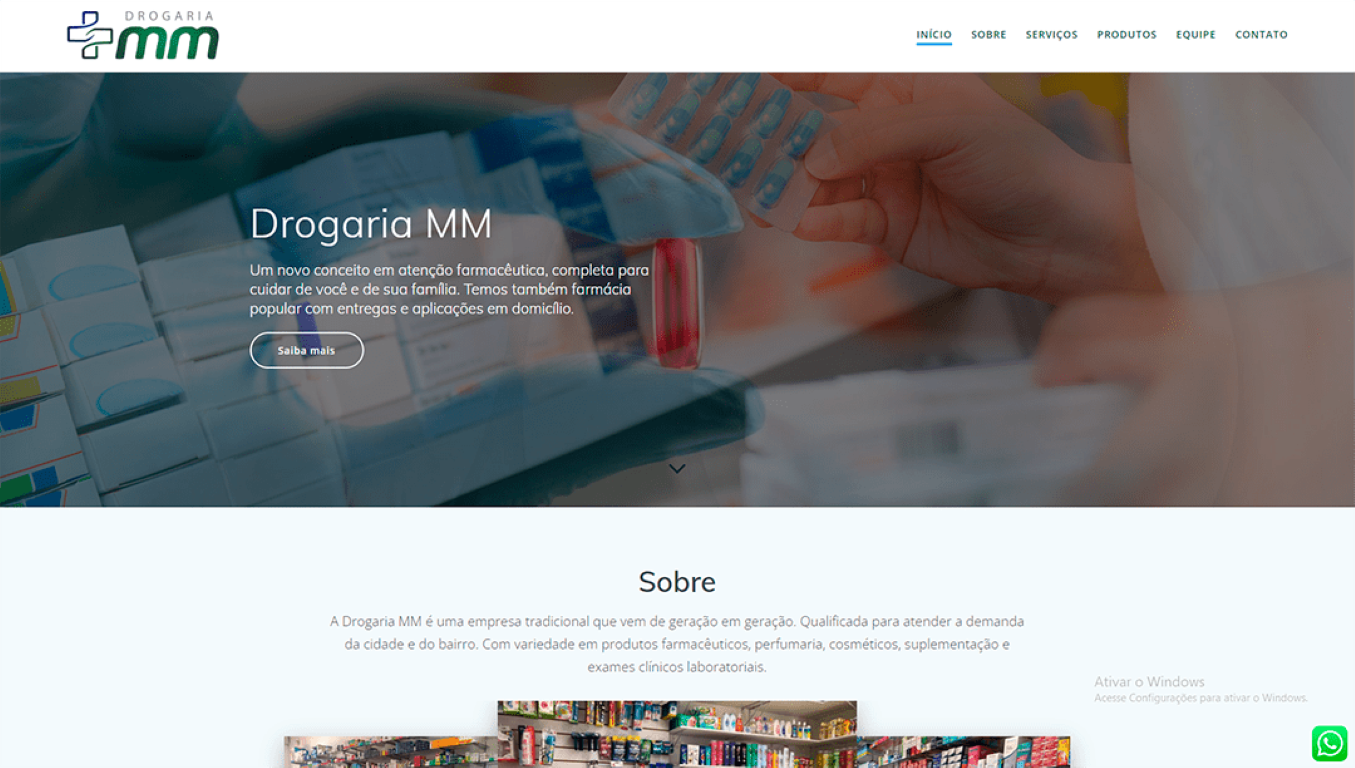 DROGARIA
mm
INÍCIO SOBRE SERVIÇOS PRODUTOS EQUIPE CONTATO
Drogaria MM
Um novo conceito em atenção farmacêutica, completa para
cuidar de você e de sua família. Temos também farmácia
popular com entregas e aplicações em domicílio.
Saiba mais
Sobre
A Drogaria MM é uma empresa tradicional que vem de geração em geração. Qualificada para atender a demanda
da cidade e do bairro. Com variedade em produtos farmacêuticos, perfumaria, cosméticos, suplementação e
exames clínicos laboratoriais.
Ativar o Windows
Acesse Configurações para ativar o Windows.